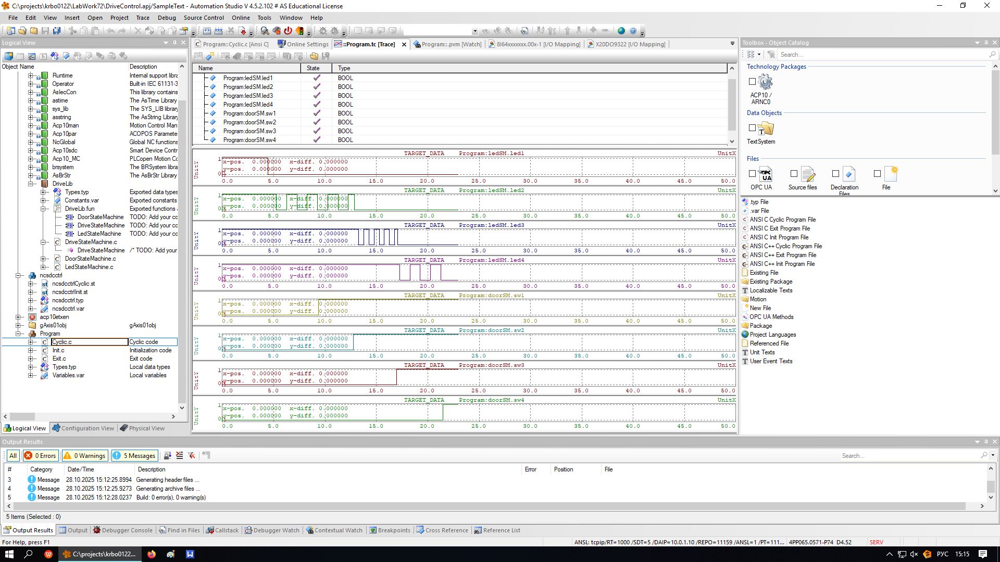 C:\projects\krbo0122\LabWork72\DriveControl.apj/SampleText - Automation Studio V 4.5.2.102 # AS Educational License
File Edit View Insert Open Project Trace Debug Source Control Online Tools Window Help
Logical View
Object Name Description
Runtime Internal support libra
Operator Built-in IEC 61131-3
AsIecCon This library contains
astime The AsTime Library
sys_lib The SYS_LIB library
asstring The AsString Library
Acp10man Motion Control Man
Acp10par ACOPOS Paramete
NcGlobal Global NC functions
Acp10sdc Smart Device Contr
Acp10_MC PLCopen Motion Co
brsystem The BRSystem libra
AsBrStr The AsBrStr Library
DriveLib
Types.typ Exported data types
Constants.var Exported constants
DriveLib.fun Exported functions
DoorStateMachine TODO: Add your co
DriveStateMachine TODO: Add your co
LedStateMachine TODO: Add your co
DriveStateMachine.c
DriveStateMachine /* TODO: Add your
DoorStateMachine.c
LedStateMachine.c
ncsdcctrl
ncsdcctrlCyclic.st
ncsdcctrlInit.st
ncsdcctrl.typ
ncsdcctrl.var
acp10etxen
gAxis01obj gAxis01obj
Program
Cyclic.c Cyclic code
Init.c Initialization code
Exit.c Exit code
Types.typ Local data types
Variables.var Local variables
Logical View Configuration View Physical View
Program::Cyclic.c [Ansi C] Online Settings ::Program.tc [Trace] Program::.pvm [Watch] 8I64xxxxxxx.00x-1 [I/O Mapping] X20DO9322 [I/O Mapping]
Name State Type
Program:ledSM.led1 BOOL
Program:ledSM.led2 BOOL
Program:ledSM.led3 BOOL
Program:ledSM.led4 BOOL
Program:doorSM.sw1 BOOL
Program:doorSM.sw2 BOOL
Program:doorSM.sw3 BOOL
Program:doorSM.sw4 BOOL
TARGET_DATA Program:ledSM.led1 UnitX
UnitY 1 0
x-pos. 0.000000 x-diff. 0.000000
y-pos. 0.000000 y-diff. 0.000000
0.0 5.0 10.0 15.0 20.0 25.0 30.0 35.0 40.0 45.0 50.0
TARGET_DATA Program:ledSM.led2 UnitX
UnitY 1 0
x-pos. 0.000000 x-diff. 0.000000
y-pos. 0.000000 y-diff. 0.000000
0.0 5.0 10.0 15.0 20.0 25.0 30.0 35.0 40.0 45.0 50.0
TARGET_DATA Program:ledSM.led3 UnitX
UnitY 1 0
x-pos. 0.000000 x-diff. 0.000000
y-pos. 0.000000 y-diff. 0.000000
0.0 5.0 10.0 15.0 20.0 25.0 30.0 35.0 40.0 45.0 50.0
TARGET_DATA Program:ledSM.led4 UnitX
UnitY 1 0
x-pos. 0.000000 x-diff. 0.000000
y-pos. 0.000000 y-diff. 0.000000
0.0 5.0 10.0 15.0 20.0 25.0 30.0 35.0 40.0 45.0 50.0
TARGET_DATA Program:doorSM.sw1 UnitX
UnitY 1 0
x-pos. 0.000000 x-diff. 0.000000
y-pos. 0.000000 y-diff. 0.000000
0.0 5.0 10.0 15.0 20.0 25.0 30.0 35.0 40.0 45.0 50.0
TARGET_DATA Program:doorSM.sw2 UnitX
UnitY 1 0
x-pos. 0.000000 x-diff. 0.000000
y-pos. 0.000000 y-diff. 0.000000
0.0 5.0 10.0 15.0 20.0 25.0 30.0 35.0 40.0 45.0 50.0
TARGET_DATA Program:doorSM.sw3 UnitX
UnitY 1 0
x-pos. 0.000000 x-diff. 0.000000
y-pos. 0.000000 y-diff. 0.000000
0.0 5.0 10.0 15.0 20.0 25.0 30.0 35.0 40.0 45.0 50.0
TARGET_DATA Program:doorSM.sw4 UnitX
UnitY 1 0
x-pos. 0.000000 x-diff. 0.000000
y-pos. 0.000000 y-diff. 0.000000
0.0 5.0 10.0 15.0 20.0 25.0 30.0 35.0 40.0 45.0 50.0
Toolbox - Object Catalog
Search...
Technology Packages
ACP10 /
ARNC0
Data Objects
TextSystem
Files
OPC UA Source files Declaration Files File
.typ File
.var File
ANSI C Cyclic Program File
ANSI C Exit Program File
ANSI C Init Program File
ANSI C++ Cyclic Program File
ANSI C++ Exit Program File
ANSI C++ Init Program File
Existing File
Existing Package
Localizable Texts
Motion
New File
OPC UA Methods
Package
Project Languages
Referenced File
Unit Texts
User Event Texts
Output Results
All 0 Errors 0 Warnings 5 Messages Search...
# Category Date/Time Description Error Position File
3 Message 28.10.2025 15:12:25.8994 Generating header files ...
4 Message 28.10.2025 15:12:25.9273 Generating archive files ...
5 Message 28.10.2025 15:12:28.0237 Build: 0 error(s), 0 warning(s)
5 Items (Selected : 0)
Output Results Output Debugger Console Find in Files Callstack Debugger Watch Contextual Watch Breakpoints Cross Reference Reference List
For Help, press F1 ANSL: tcpip/RT=1000 /SDT=5 /DAIP=10.0.1.10 /REPO=11159 /ANSL=1 /PT=111... 4PP065.0571-P74 D4.52 SERV
C:\projects\krbo0122... РУС 15:15